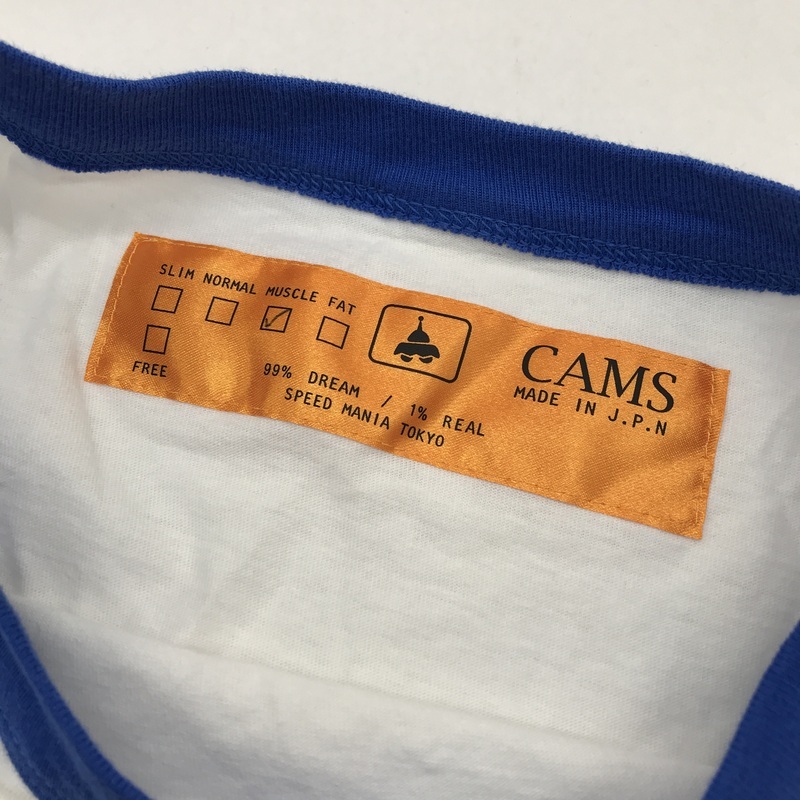 SLIM NORMAL MUSCLE FAT
FREE
99% DREAM / 1% REAL
SPEED MANIA TOKYO
CAMS
MADE IN J.P.N